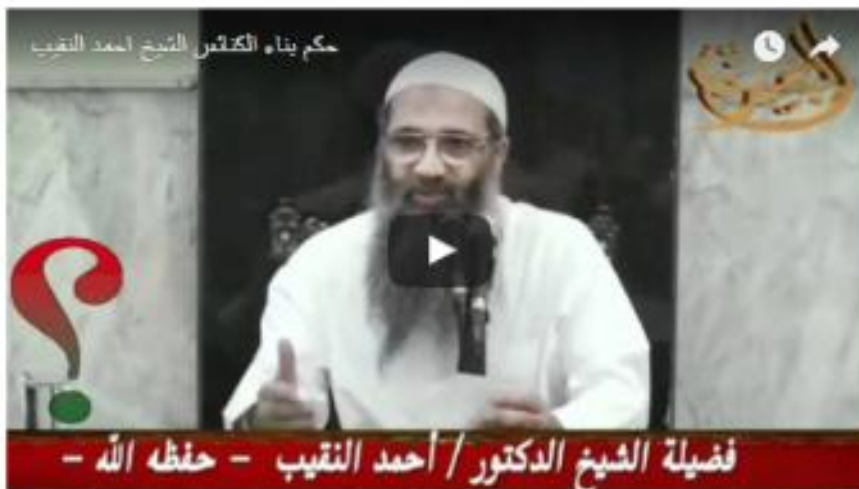 حكم بناء الكنائس الشيخ احمد النقيب
فضيلة الشيخ الدكتور / أحمد النقيب - حفظه الله -